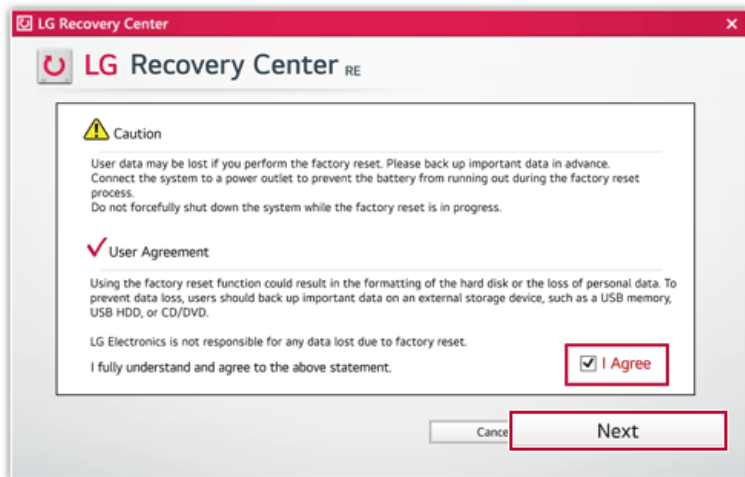 LG Recovery Center
LG Recovery Center RE
Caution
User data may be lost if you perform the factory reset. Please back up important data in advance.
Connect the system to a power outlet to prevent the battery from running out during the factory reset
process.
Do not forcefully shut down the system while the factory reset is in progress.
User Agreement
Using the factory reset function could result in the formatting of the hard disk or the loss of personal data. To
prevent data loss, users should back up important data on an external storage device, such as a USB memory,
USB HDD, or CD/DVD.
LG Electronics is not responsible for any data lost due to factory reset.
I fully understand and agree to the above statement.
I Agree
Cance
Next